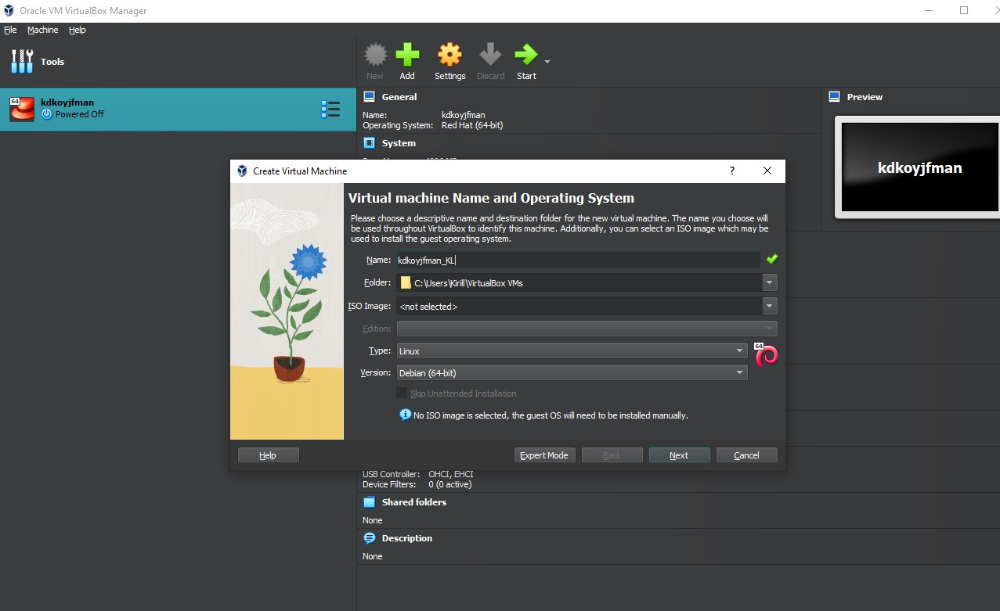 Oracle VM VirtualBox Manager
File Machine Help
Tools
New Add Settings Discard Start
64 kdkoyjfman
Powered Off
General
Name: kdkoyjfman
Operating System: Red Hat (64-bit)
System
Preview
kdkoyjfman
Create Virtual Machine ?
Virtual machine Name and Operating System
Please choose a descriptive name and destination folder for the new virtual machine. The name you choose will
be used throughout VirtualBox to identify this machine. Additionally, you can select an ISO image which may be
used to install the guest operating system.
Name: kdkoyjfman_KL
Folder: C:\Users\Kirill\VirtualBox VMs
ISO Image: <not selected>
Edition:
Type: Linux
64
Version: Debian (64-bit)
Skip Unattended Installation
No ISO image is selected, the guest OS will need to be installed manually.
Help Expert Mode Back Next Cancel
USB Controller: OHCI, EHCI
Device Filters: 0 (0 active)
Shared folders
None
Description
None